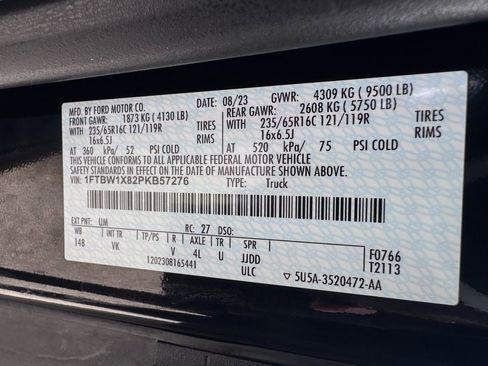 MFD. BY FORD MOTOR CO.
08/23 GVWR: 4309 KG ( 9500 LB)
FRONT GAWR: 1873 KG ( 4130 LB) REAR GAWR: 2608 KG ( 5750 LB)
235/65R16C 121/119R TIRES 235/65R16C 121/119R TIRES
16x6.5J RIMS 16x6.5J RIMS
AT 360 kPa/ 52 PSI COLD AT 520 kPa/ 75 PSI COLD
THIS VEHICLE CONFORMS TO ALL APPLICABLE FEDERAL MOTOR VEHICLE
SAFETY STANDARDS IN EFFECT ON THE DATE OF MANUFACTURE SHOWN ABOVE.
VIN: 1FTBW1X82PKB57276 TYPE: Truck
EXT PNT: UM RC: 27 DSO:
WB INT TR TP/PS R AXLE TR SPR
148 VK V 4L U JJDD F0766
1202308165441 ULC T2113
5U5A-3520472-AA